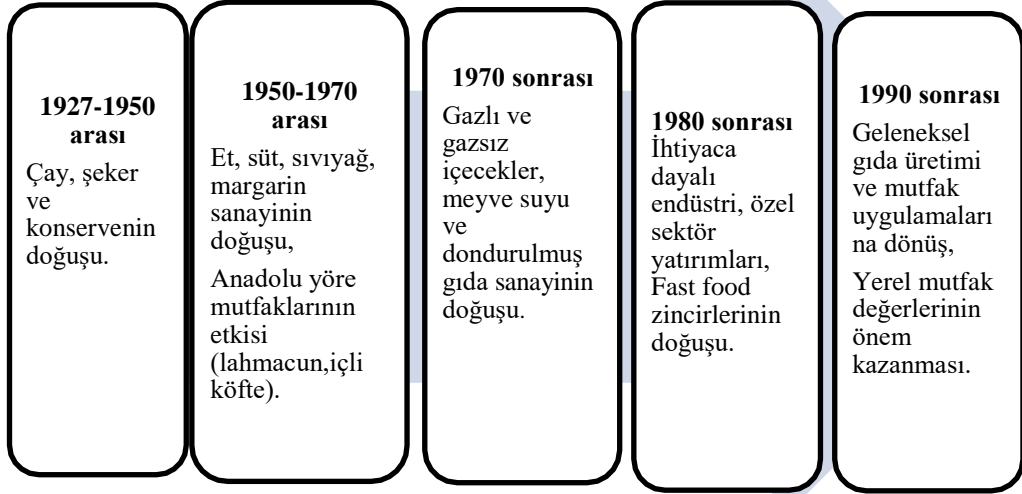 1927-1950
arası
Çay, şeker
ve
konservenin
doğuşu.
1950-1970
arası
Et, süt, sıvıyağ,
margarin
sanayinin
doğuşu,
Anadolu yöre
mutfaklarının
etkisi
(lahmacun,içli
köfte).
1970 sonrası
Gazlı ve
gazsız
içecekler,
meyve suyu
ve
dondurulmuş
gıda sanayinin
doğuşu.
1980 sonrası
İhtiyaca
dayalı
endüstri, özel
sektör
yatırımları,
Fast food
zincirlerinin
doğuşu.
1990 sonrası
Geleneksel
gıda üretimi
ve mutfak
uygulamaları
na dönüş,
Yerel mutfak
değerlerinin
önem
kazanması.